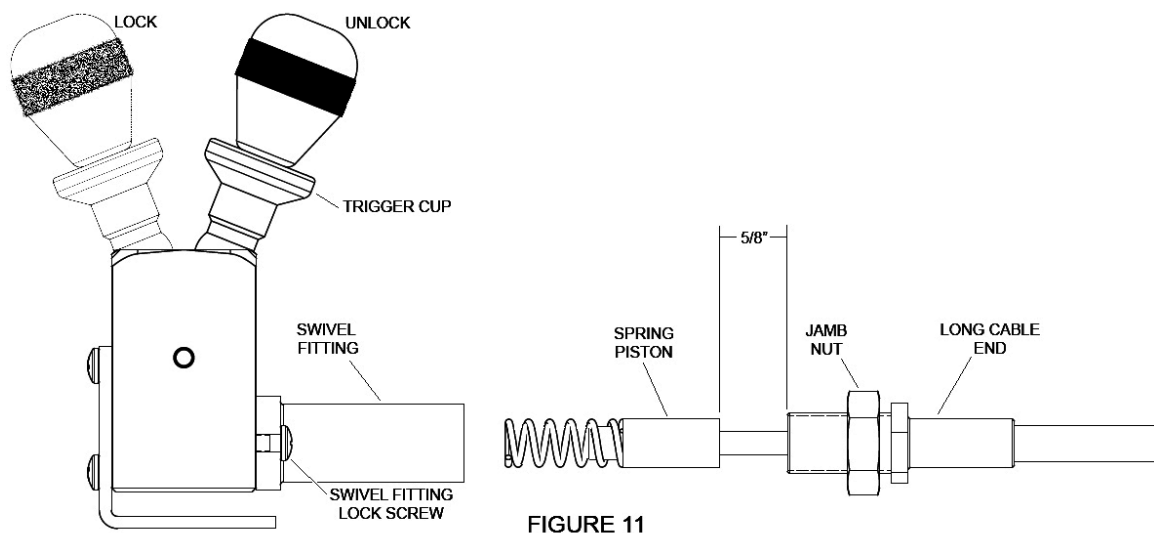 LOCK
UNLOCK
TRIGGER CUP
5/8"
SWIVEL
FITTING
SPRING
PISTON
JAMB
NUT
LONG CABLE
END
SWIVEL FITTING
LOCK SCREW
FIGURE 11